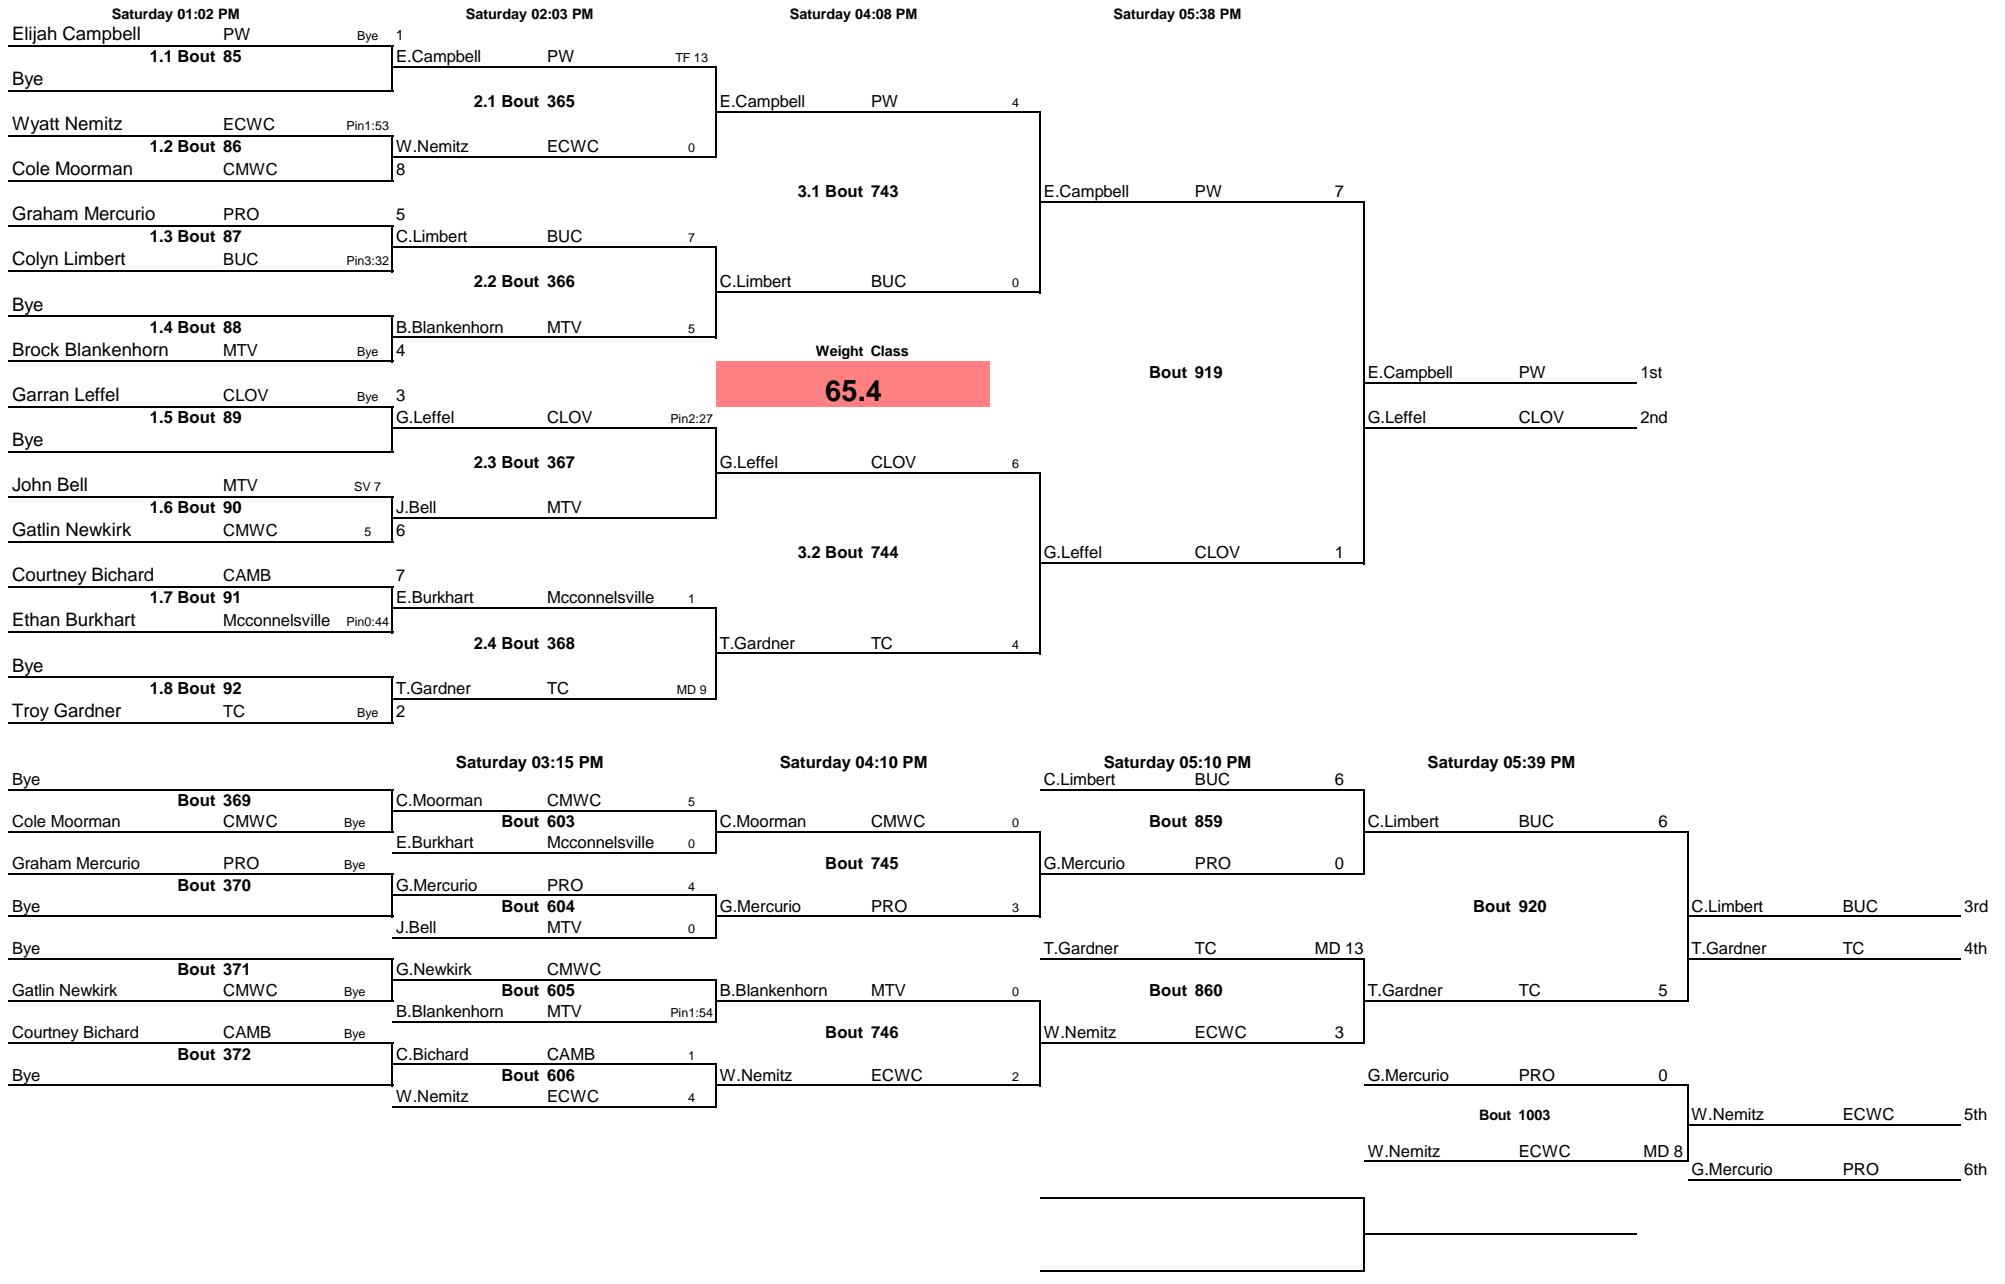 Saturday 01:02 PM Saturday 02:03 PM Saturday 04:08 PM Saturday 05:38 PM
Elijah Campbell PW Bye 1
1.1 Bout 85 E.Campbell PW TF 13
Bye
2.1 Bout 365 E.Campbell PW 4
Wyatt Nemitz ECWC Pin1:53
1.2 Bout 86 W.Nemitz ECWC 0
Cole Moorman CMWC 8
3.1 Bout 743 E.Campbell PW 7
Graham Mercurio PRO 5
1.3 Bout 87 C.Limbert BUC 7
Colyn Limbert BUC Pin3:32
2.2 Bout 366 C.Limbert BUC 0
Bye
1.4 Bout 88 B.Blankenhorn MTV 5
Brock Blankenhorn MTV Bye 4 Weight Class
Bout 919 E.Campbell PW 1st
Garran Leffel CLOV Bye 3 65.4
1.5 Bout 89 G.Leffel CLOV Pin2:27 G.Leffel CLOV 2nd
Bye
2.3 Bout 367 G.Leffel CLOV 6
John Bell MTV SV 7
1.6 Bout 90 J.Bell MTV
Gatlin Newkirk CMWC 5 6
3.2 Bout 744 G.Leffel CLOV 1
Courtney Bichard CAMB 7
1.7 Bout 91 E.Burkhart Mcconnelsville 1
Ethan Burkhart Mcconnelsville Pin0:44
2.4 Bout 368 T.Gardner TC 4
Bye
1.8 Bout 92 T.Gardner TC MD 9
Troy Gardner TC Bye 2
Saturday 03:15 PM Saturday 04:10 PM Saturday 05:10 PM Saturday 05:39 PM
Bye C.Limbert BUC 6
Bout 369 C.Moorman CMWC 5
Cole Moorman CMWC Bye Bout 603 C.Moorman CMWC 0 Bout 859 C.Limbert BUC 6
E.Burkhart Mcconnelsville 0
Graham Mercurio PRO Bye Bout 745 G.Mercurio PRO 0
Bout 370 G.Mercurio PRO 4
Bye Bout 604 G.Mercurio PRO 3 Bout 920 C.Limbert BUC 3rd
J.Bell MTV 0
Bye T.Gardner TC MD 13 T.Gardner TC 4th
Bout 371 G.Newkirk CMWC
Gatlin Newkirk CMWC Bye Bout 605 B.Blankenhorn MTV 0 Bout 860 T.Gardner TC 5
B.Blankenhorn MTV Pin1:54
Courtney Bichard CAMB Bye Bout 746 W.Nemitz ECWC 3
Bout 372 C.Bichard CAMB 1
Bye Bout 606 W.Nemitz ECWC 2 G.Mercurio PRO 0
W.Nemitz ECWC 4
Bout 1003 W.Nemitz ECWC 5th
W.Nemitz ECWC MD 8
G.Mercurio PRO 6th